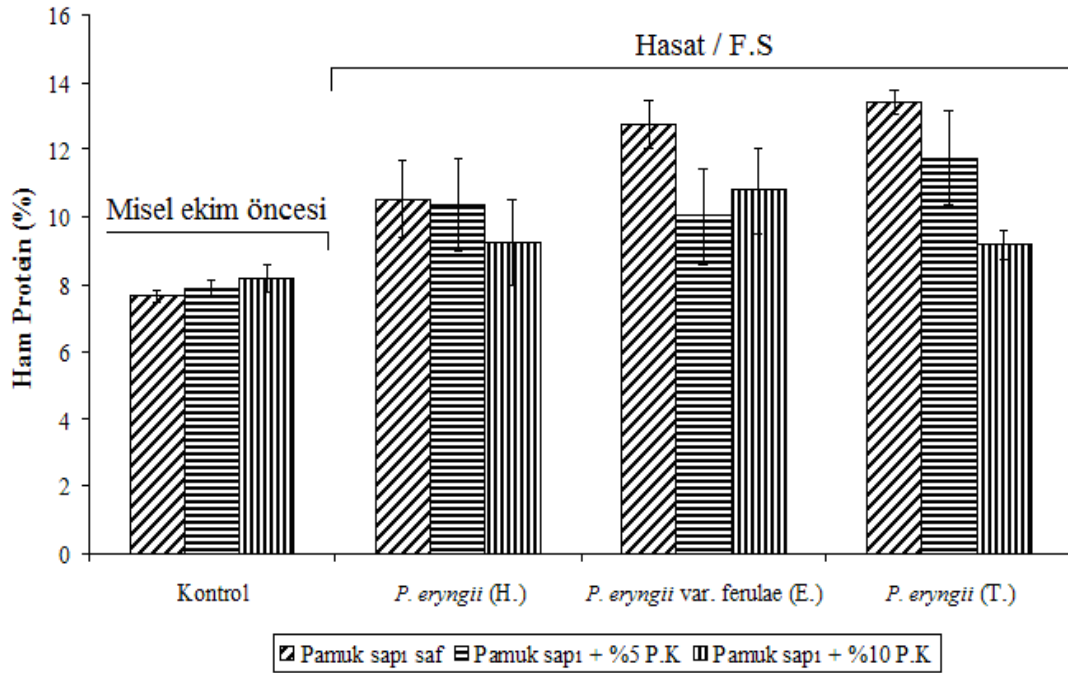 Hasat / F.S
Misel ekim öncesi
Ham Protein (%)
16
14
12
10
8
6
4
2
0
Kontrol
P. eryngii (H.)
P. eryngii var. ferulae (E.)
P. eryngii (T.)
Pamuk sapı saf
Pamuk sapı + %5 P.K
Pamuk sapı + %10 P.K